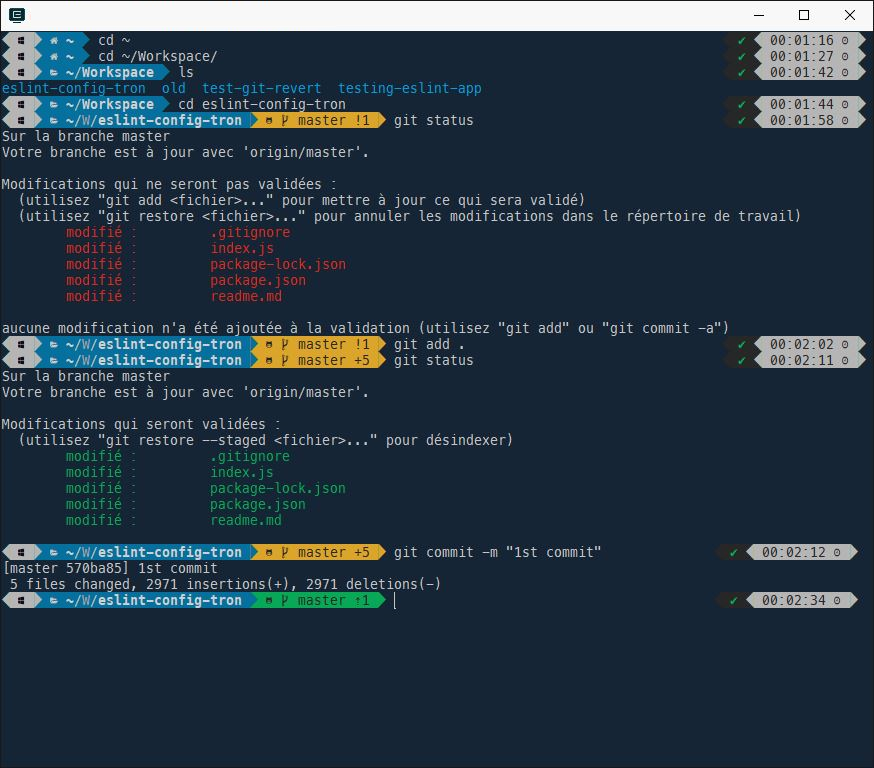 ~ cd ~ ✔ 00:01:16
~ cd ~/Workspace/ ✔ 00:01:27
~/Workspace ls ✔ 00:01:42
eslint-config-tron  old  test-git-revert  testing-eslint-app
~/Workspace cd eslint-config-tron ✔ 00:01:44
~/W/eslint-config-tron master !1 git status ✔ 00:01:58
Sur la branche master
Votre branche est à jour avec 'origin/master'.
Modifications qui ne seront pas validées :
(utilisez "git add <fichier>..." pour mettre à jour ce qui sera validé)
(utilisez "git restore <fichier>..." pour annuler les modifications dans le répertoire de travail)
modifié : .gitignore
modifié : index.js
modifié : package-lock.json
modifié : package.json
modifié : readme.md
aucune modification n'a été ajoutée à la validation (utilisez "git add" ou "git commit -a")
~/W/eslint-config-tron master !1 git add . ✔ 00:02:02
~/W/eslint-config-tron master +5 git status ✔ 00:02:11
Sur la branche master
Votre branche est à jour avec 'origin/master'.
Modifications qui seront validées :
(utilisez "git restore --staged <fichier>..." pour désindexer)
modifié : .gitignore
modifié : index.js
modifié : package-lock.json
modifié : package.json
modifié : readme.md
~/W/eslint-config-tron master +5 git commit -m "1st commit" ✔ 00:02:12
[master 570ba85] 1st commit
5 files changed, 2971 insertions(+), 2971 deletions(-)
~/W/eslint-config-tron master ⇡1 ✔ 00:02:34